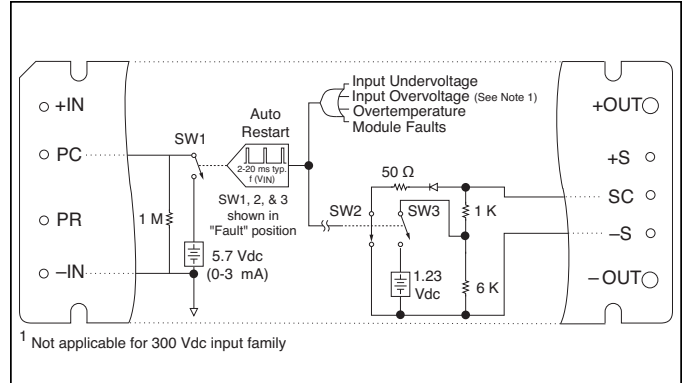 +IN
PC
PR
–IN
1 M
SW1
5.7 Vdc
(0-3 mA)
Auto
Restart
2-20 ms typ.
f (VIN)
SW1, 2, & 3
shown in
"Fault" position
Input Undervoltage
Input Overvoltage (See Note 1)
Overtemperature
Module Faults
50 Ω
SW2
SW3
1 K
1.23
Vdc
6 K
+OUT
+S
SC
–S
–OUT
1 Not applicable for 300 Vdc input family